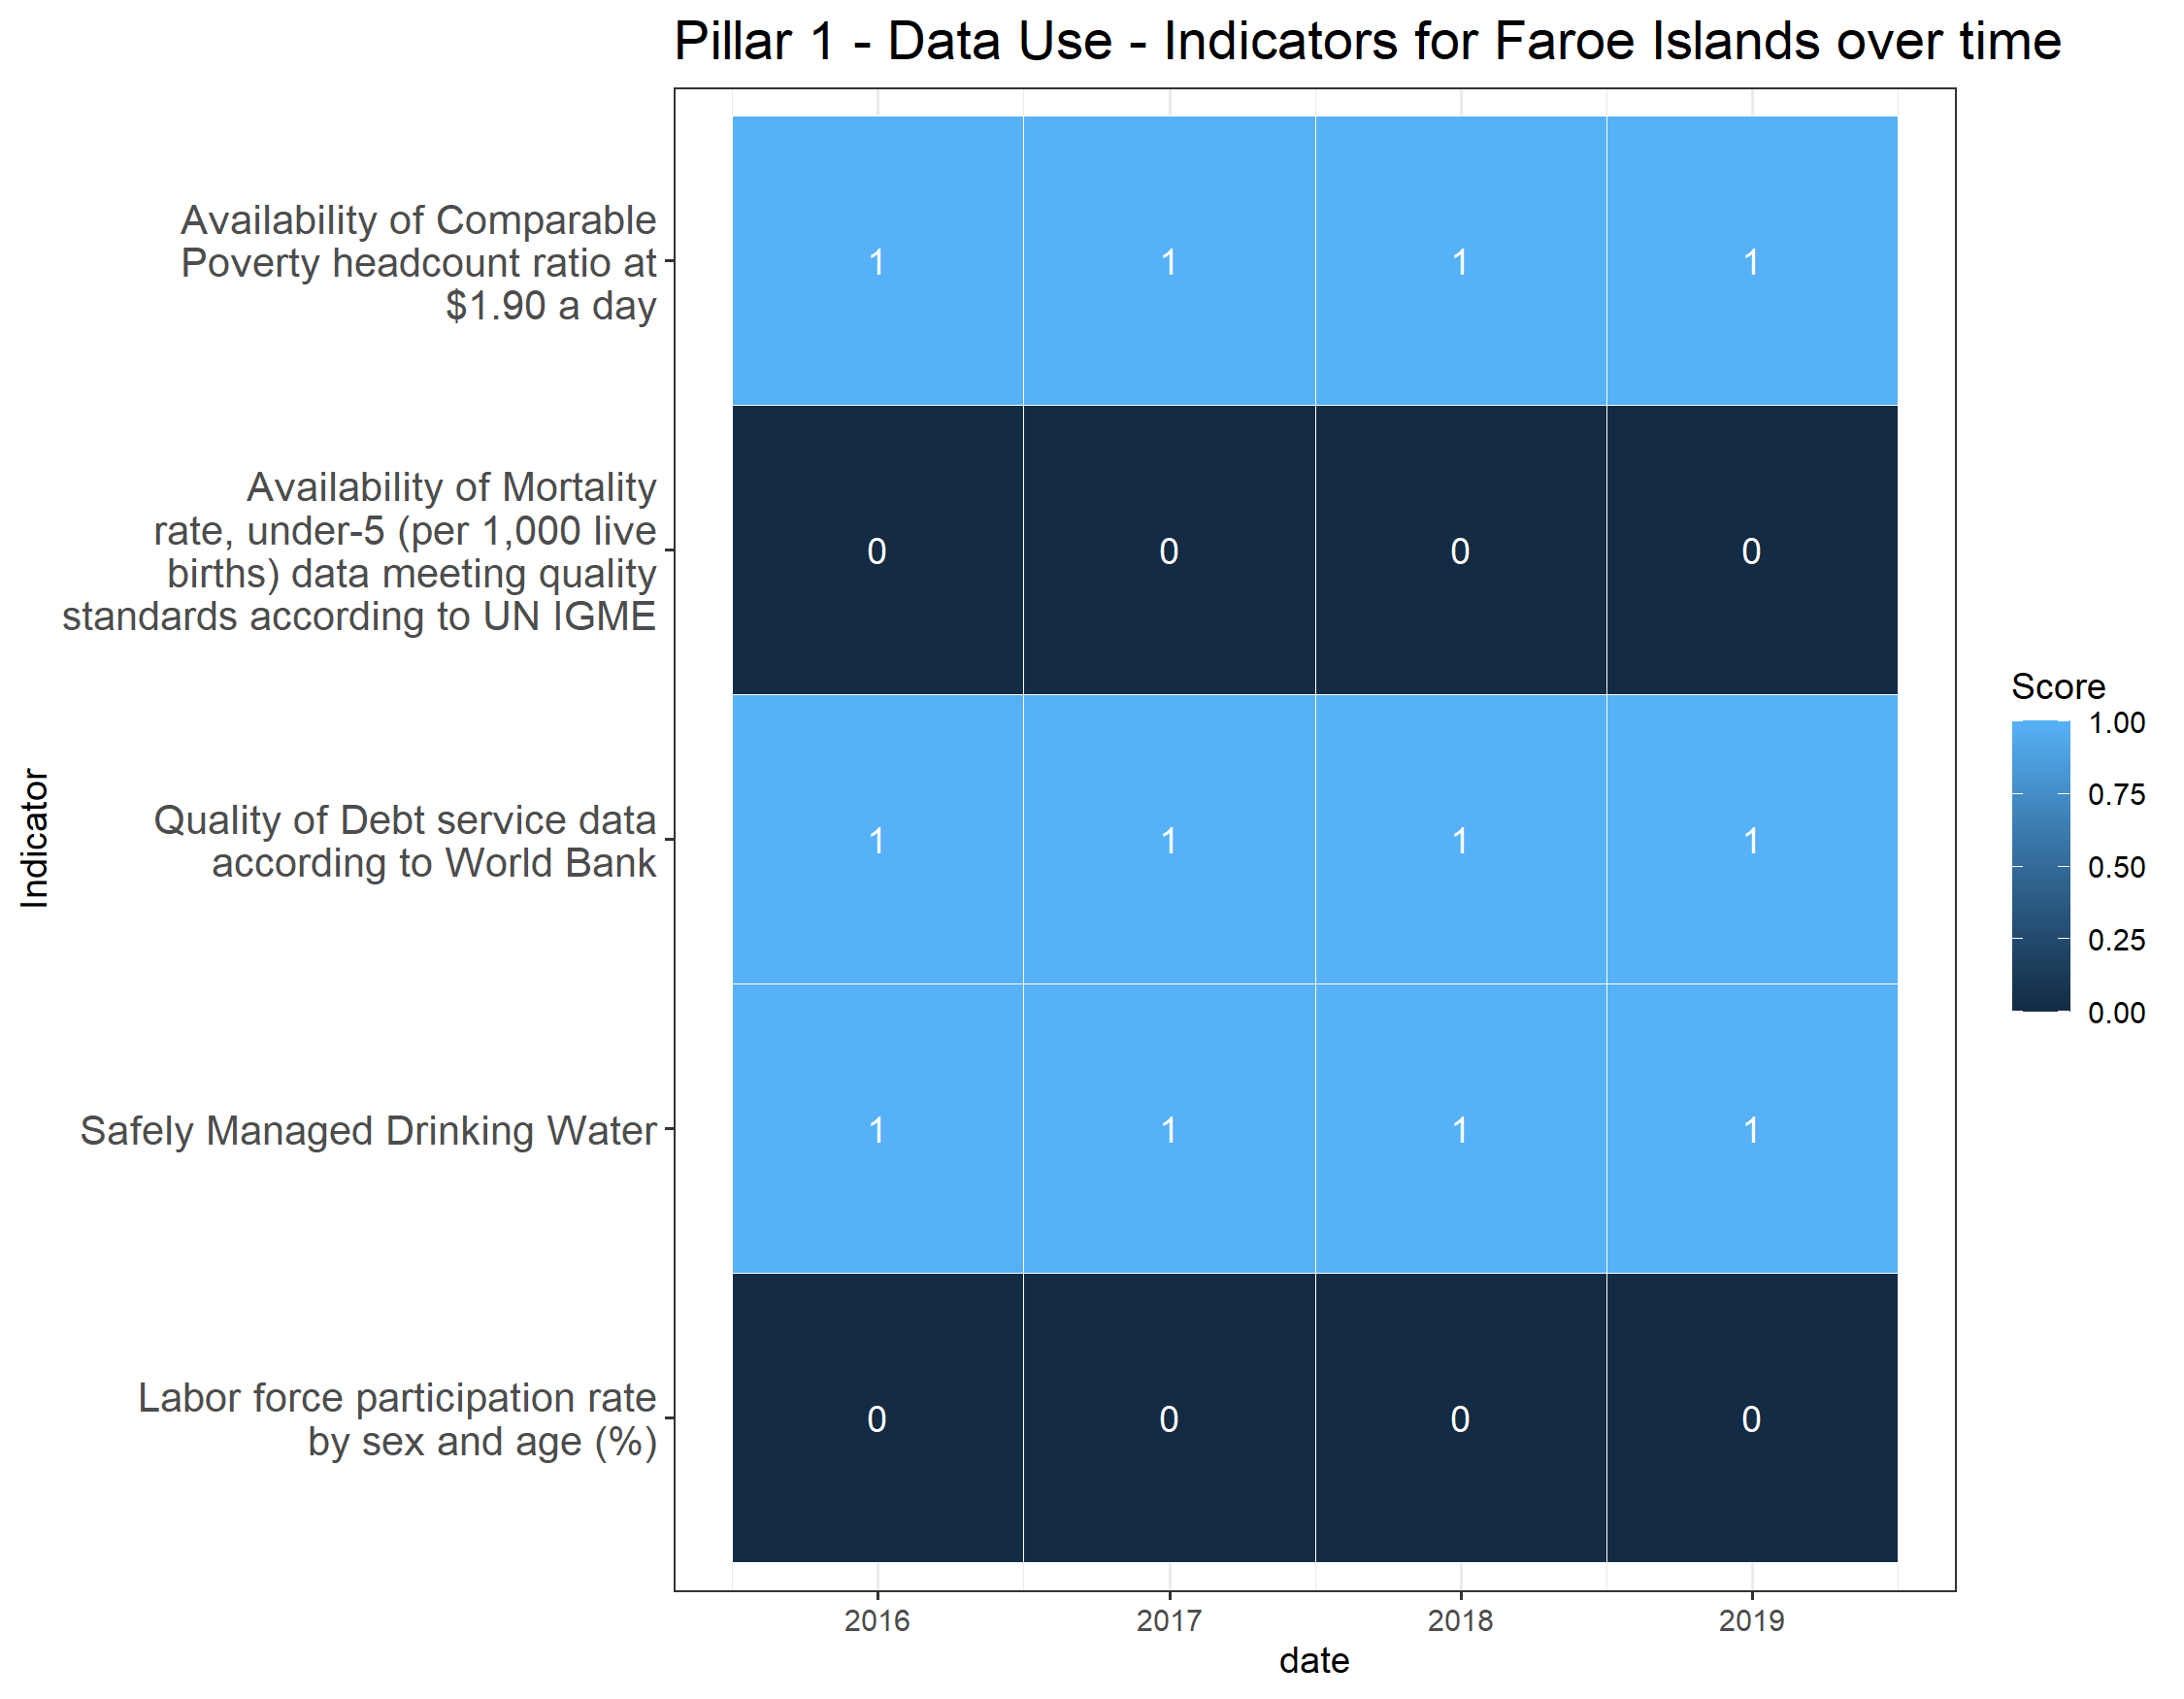 Pillar 1 - Data Use - Indicators for Faroe Islands over time
Availability of Comparable
Poverty headcount ratio at
$1.90 a day
1 1 1 1
Availability of Mortality
rate, under-5 (per 1,000 live
births) data meeting quality
standards according to UN IGME
0 0 0 0
Quality of Debt service data
according to World Bank
1 1 1 1
Safely Managed Drinking Water
1 1 1 1
Labor force participation rate
by sex and age (%)
0 0 0 0
Indicator
2016 2017 2018 2019
date
Score
1.00
0.75
0.50
0.25
0.00